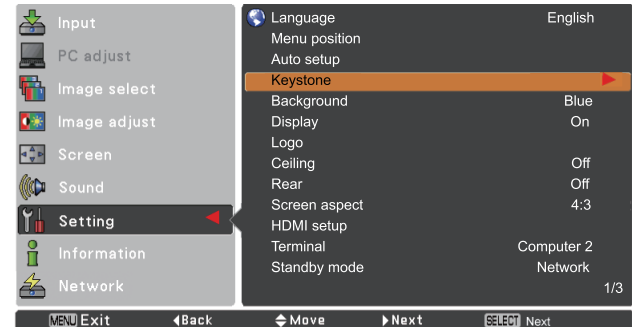 Input
PC adjust
Image select
Image adjust
Screen
Sound
Setting
Information
Network
Language English
Menu position
Auto setup
Keystone
Background Blue
Display On
Logo
Ceiling Off
Rear Off
Screen aspect 4:3
HDMI setup
Terminal Computer 2
Standby mode Network
1/3
MENU Exit Back Move Next SELECT Next